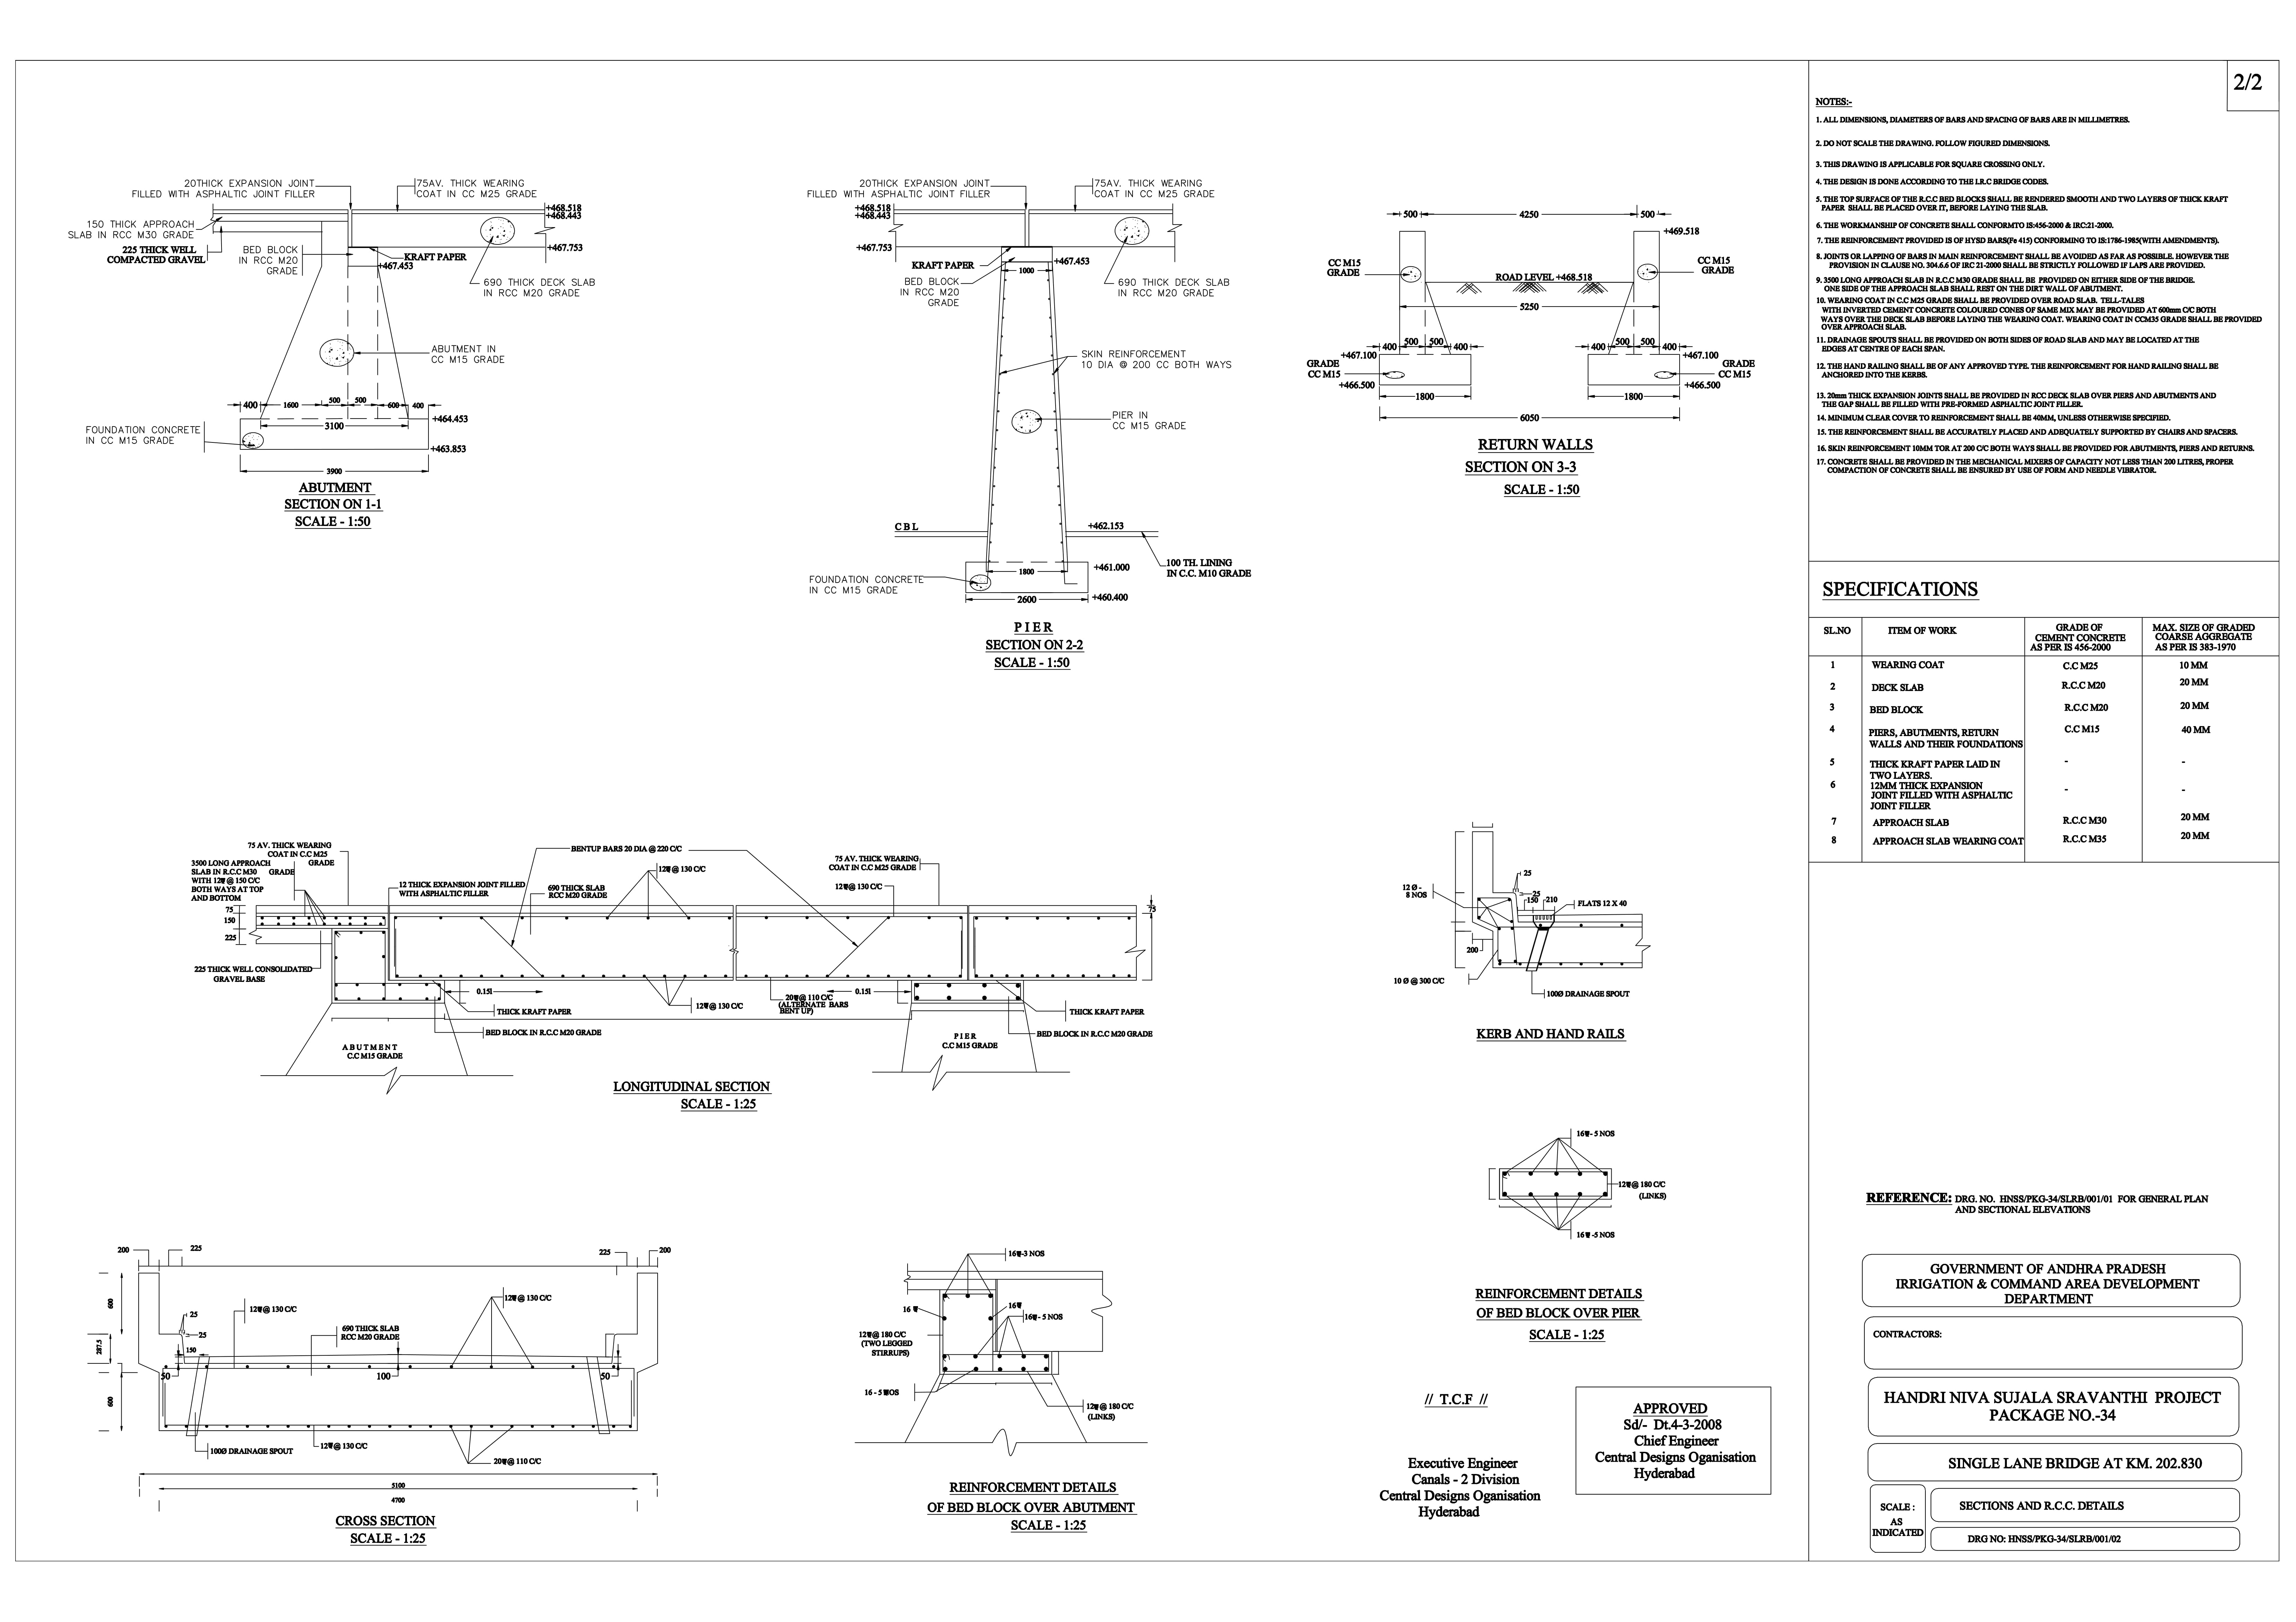 2/2
NOTES:-
1. ALL DIMENSIONS, DIAMETERS OF BARS AND SPACING OF BARS ARE IN MILLIMETRES.
2. DO NOT SCALE THE DRAWING. FOLLOW FIGURED DIMENSIONS.
3. THIS DRAWING IS APPLICABLE FOR SQUARE CROSSING ONLY.
4. THE DESIGN IS DONE ACCORDING TO THE I.R.C BRIDGE CODES.
5. THE TOP SURFACE OF THE R.C.C BED BLOCKS SHALL BE RENDERED SMOOTH AND TWO LAYERS OF THICK KRAFT
PAPER SHALL BE PLACED OVER IT, BEFORE LAYING THE SLAB.
6. THE WORKMANSHIP OF CONCRETE SHALL CONFORMTO IS:456-2000 & IRC:21-2000.
7. THE REINFORCEMENT PROVIDED IS OF HYSD BARS(Fe 415) CONFORMING TO IS:1786-1985(WITH AMENDMENTS).
8. JOINTS OR LAPPING OF BARS IN MAIN REINFORCEMENT SHALL BE AVOIDED AS FAR AS POSSIBLE. HOWEVER THE
PROVISION IN CLAUSE NO. 304.6.6 OF IRC 21-2000 SHALL BE STRICTLY FOLLOWED IF LAPS ARE PROVIDED.
9. 3500 LONG APPROACH SLAB IN R.C.C M30 GRADE SHALL BE PROVIDED ON EITHER SIDE OF THE BRIDGE.
ONE SIDE OF THE APPROACH SLAB SHALL REST ON THE DIRT WALL OF ABUTMENT.
10. WEARING COAT IN C.C M25 GRADE SHALL BE PROVIDED OVER ROAD SLAB. TELL-TALES
WITH INVERTED CEMENT CONCRETE COLOURED CONES OF SAME MIX MAY BE PROVIDED AT 600mm C/C BOTH
WAYS OVER THE DECK SLAB BEFORE LAYING THE WEARING COAT. WEARING COAT IN CCM35 GRADE SHALL BE PROVIDED
OVER APPROACH SLAB.
11. DRAINAGE SPOUTS SHALL BE PROVIDED ON BOTH SIDES OF ROAD SLAB AND MAY BE LOCATED AT THE
EDGES AT CENTRE OF EACH SPAN.
12. THE HAND RAILING SHALL BE OF ANY APPROVED TYPE. THE REINFORCEMENT FOR HAND RAILING SHALL BE
ANCHORED INTO THE KERBS.
13. 20mm THICK EXPANSION JOINTS SHALL BE PROVIDED IN RCC DECK SLAB OVER PIERS AND ABUTMENTS AND
THE GAP SHALL BE FILLED WITH PRE-FORMED ASPHALTIC JOINT FILLER.
14. MINIMUM CLEAR COVER TO REINFORCEMENT SHALL BE 40MM, UNLESS OTHERWISE SPECIFIED.
15. THE REINFORCEMENT SHALL BE ACCURATELY PLACED AND ADEQUATELY SUPPORTED BY CHAIRS AND SPACERS.
16. SKIN REINFORCEMENT 10MM TOR AT 200 C/C BOTH WAYS SHALL BE PROVIDED FOR ABUTMENTS, PIERS AND RETURNS.
17. CONCRETE SHALL BE PROVIDED IN THE MECHANICAL MIXERS OF CAPACITY NOT LESS THAN 200 LITRES, PROPER
COMPACTION OF CONCRETE SHALL BE ENSURED BY USE OF FORM AND NEEDLE VIBRATOR.
20THICK EXPANSION JOINT
FILLED WITH ASPHALTIC JOINT FILLER
75AV. THICK WEARING
COAT IN CC M25 GRADE
150 THICK APPROACH
SLAB IN RCC M30 GRADE
225 THICK WELL
COMPACTED GRAVEL
BED BLOCK
IN RCC M20
GRADE
+468.518
+468.443
+467.753
KRAFT PAPER
+467.453
690 THICK DECK SLAB
IN RCC M20 GRADE
ABUTMENT IN
CC M15 GRADE
400 1600 500 500 600 400
3100
+464.453
FOUNDATION CONCRETE
IN CC M15 GRADE
+463.853
3900
ABUTMENT
SECTION ON 1-1
SCALE - 1:50
20THICK EXPANSION JOINT
FILLED WITH ASPHALTIC JOINT FILLER
75AV. THICK WEARING
COAT IN CC M25 GRADE
+468.518
+468.443
+467.753
KRAFT PAPER
+467.453
1000
BED BLOCK
IN RCC M20
GRADE
690 THICK DECK SLAB
IN RCC M20 GRADE
SKIN REINFORCEMENT
10 DIA @ 200 CC BOTH WAYS
PIER IN
CC M15 GRADE
C B L
+462.153
100 TH. LINING
IN C.C. M10 GRADE
+461.000
1800
FOUNDATION CONCRETE
IN CC M15 GRADE
2600
+460.400
P I E R
SECTION ON 2-2
SCALE - 1:50
500 4250 500
+469.518
CC M15
GRADE
CC M15
GRADE
ROAD LEVEL +468.518
5250
400 500 500 400
400 500 500 400
+467.100
+467.100
GRADE
CC M15
GRADE
CC M15
+466.500
+466.500
1800
1800
6050
RETURN WALLS
SECTION ON 3-3
SCALE - 1:50
SPECIFICATIONS
SL.NO ITEM OF WORK GRADE OF CEMENT CONCRETE AS PER IS 456-2000 MAX. SIZE OF GRADED COARSE AGGREGATE AS PER IS 383-1970
1 WEARING COAT C.C M25 10 MM
2 DECK SLAB R.C.C M20 20 MM
3 BED BLOCK R.C.C M20 20 MM
4 PIERS, ABUTMENTS, RETURN C.C M15 40 MM
WALLS AND THEIR FOUNDATIONS
5 THICK KRAFT PAPER LAID IN - -
TWO LAYERS.
6 12MM THICK EXPANSION - -
JOINT FILLED WITH ASPHALTIC
JOINT FILLER
7 APPROACH SLAB R.C.C M30 20 MM
8 APPROACH SLAB WEARING COAT R.C.C M35 20 MM
75 AV. THICK WEARING
COAT IN C.C M25
GRADE
3500 LONG APPROACH
SLAB IN R.C.C M30 GRADE
WITH 12 @ 150 C/C
BOTH WAYS AT TOP
AND BOTTOM
75
150
225
225 THICK WELL CONSOLIDATED
GRAVEL BASE
12 THICK EXPANSION JOINT FILLED
WITH ASPHALTIC FILLER
BENTUP BARS 20 DIA @ 220 C/C
690 THICK SLAB
RCC M20 GRADE
12 @ 130 C/C
75 AV. THICK WEARING
COAT IN C.C M25 GRADE
12 @ 130 C/C
75
0.15l
THICK KRAFT PAPER
BED BLOCK IN R.C.C M20 GRADE
12 @ 130 C/C
20 @ 110 C/C
(ALTERNATE BARS
BENT UP)
0.15l
THICK KRAFT PAPER
BED BLOCK IN R.C.C M20 GRADE
A B U T M E N T
C.C M15 GRADE
P I E R
C.C M15 GRADE
LONGITUDINAL SECTION
SCALE - 1:25
25
25
12 Ø -
8 NOS
150 210
FLATS 12 X 40
200
10 Ø @ 300 C/C
100Ø DRAINAGE SPOUT
KERB AND HAND RAILS
16 - 5 NOS
12 @ 180 C/C
(LINKS)
16 -5 NOS
REINFORCEMENT DETAILS
OF BED BLOCK OVER PIER
SCALE - 1:25
200 225
225 200
600
287.5
600
25
25
150
12 @ 130 C/C
690 THICK SLAB
RCC M20 GRADE
12 @ 130 C/C
50 100 50
100Ø DRAINAGE SPOUT
12 @ 130 C/C
20 @ 110 C/C
5100
4700
CROSS SECTION
SCALE - 1:25
16 -3 NOS
16
16
16 - 5 NOS
12 @ 180 C/C
(TWO LEGGED
STIRRUPS)
16 - 5 OS
12 @ 180 C/C
(LINKS)
REINFORCEMENT DETAILS
OF BED BLOCK OVER ABUTMENT
SCALE - 1:25
// T.C.F //
Executive Engineer
Canals - 2 Division
Central Designs Oganisation
Hyderabad
APPROVED
Sd/- Dt.4-3-2008
Chief Engineer
Central Designs Oganisation
Hyderabad
REFERENCE: DRG. NO. HNSS/PKG-34/SLRB/001/01 FOR GENERAL PLAN
AND SECTIONAL ELEVATIONS
GOVERNMENT OF ANDHRA PRADESH
IRRIGATION & COMMAND AREA DEVELOPMENT
DEPARTMENT
CONTRACTORS:
HANDRI NIVA SUJALA SRAVANTHI PROJECT
PACKAGE NO.-34
SINGLE LANE BRIDGE AT KM. 202.830
SCALE :
AS
INDICATED
SECTIONS AND R.C.C. DETAILS
DRG NO: HNSS/PKG-34/SLRB/001/02